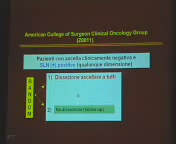 American College of Surgeon Clinical Oncology Group
(Z0011)
Pazienti con ascella clinicamente negativa e
SLN (+) positivo (qualunque dimensione)
R
A
N
D
O
M
1) Dissezione ascellare a tutti
2) No dissezione (follow-up)